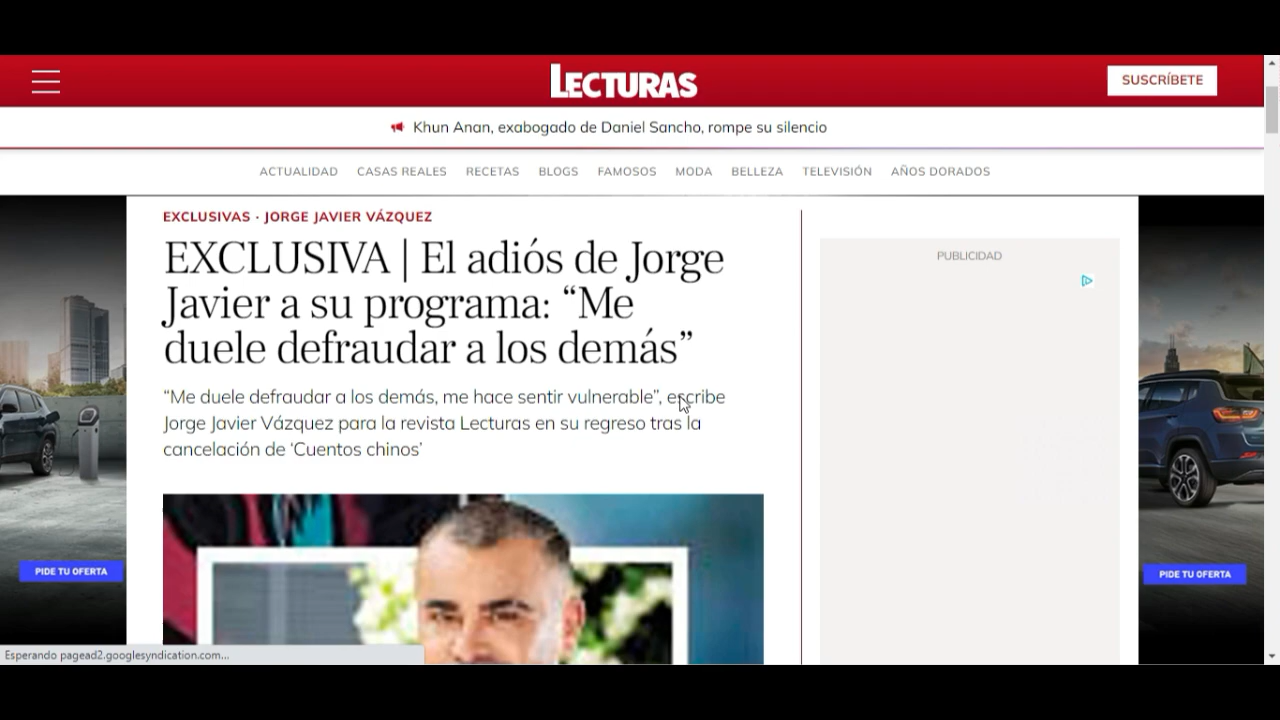 LECTURAS
SUSCRÍBETE
Khun Anan, exabogado de Daniel Sancho, rompe su silencio
ACTUALIDAD CASAS REALES RECETAS BLOGS FAMOSOS MODA BELLEZA TELEVISIÓN AÑOS DORADOS
EXCLUSIVAS · JORGE JAVIER VÁZQUEZ
EXCLUSIVA | El adiós de Jorge
Javier a su programa: “Me
duele defraudar a los demás”
“Me duele defraudar a los demás, me hace sentir vulnerable”, escribe
Jorge Javier Vázquez para la revista Lecturas en su regreso tras la
cancelación de ‘Cuentos chinos’
PUBLICIDAD
PIDE TU OFERTA
PIDE TU OFERTA
Esperando pagead2.googlesyndication.com...